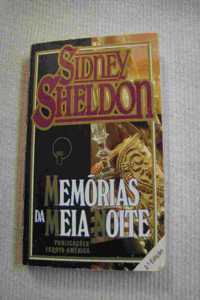 SIDNEY
SHELDON
MEMÓRIAS
DA MEIA-NOITE
PUBLICAÇÕES
EUROPA-AMÉRICA